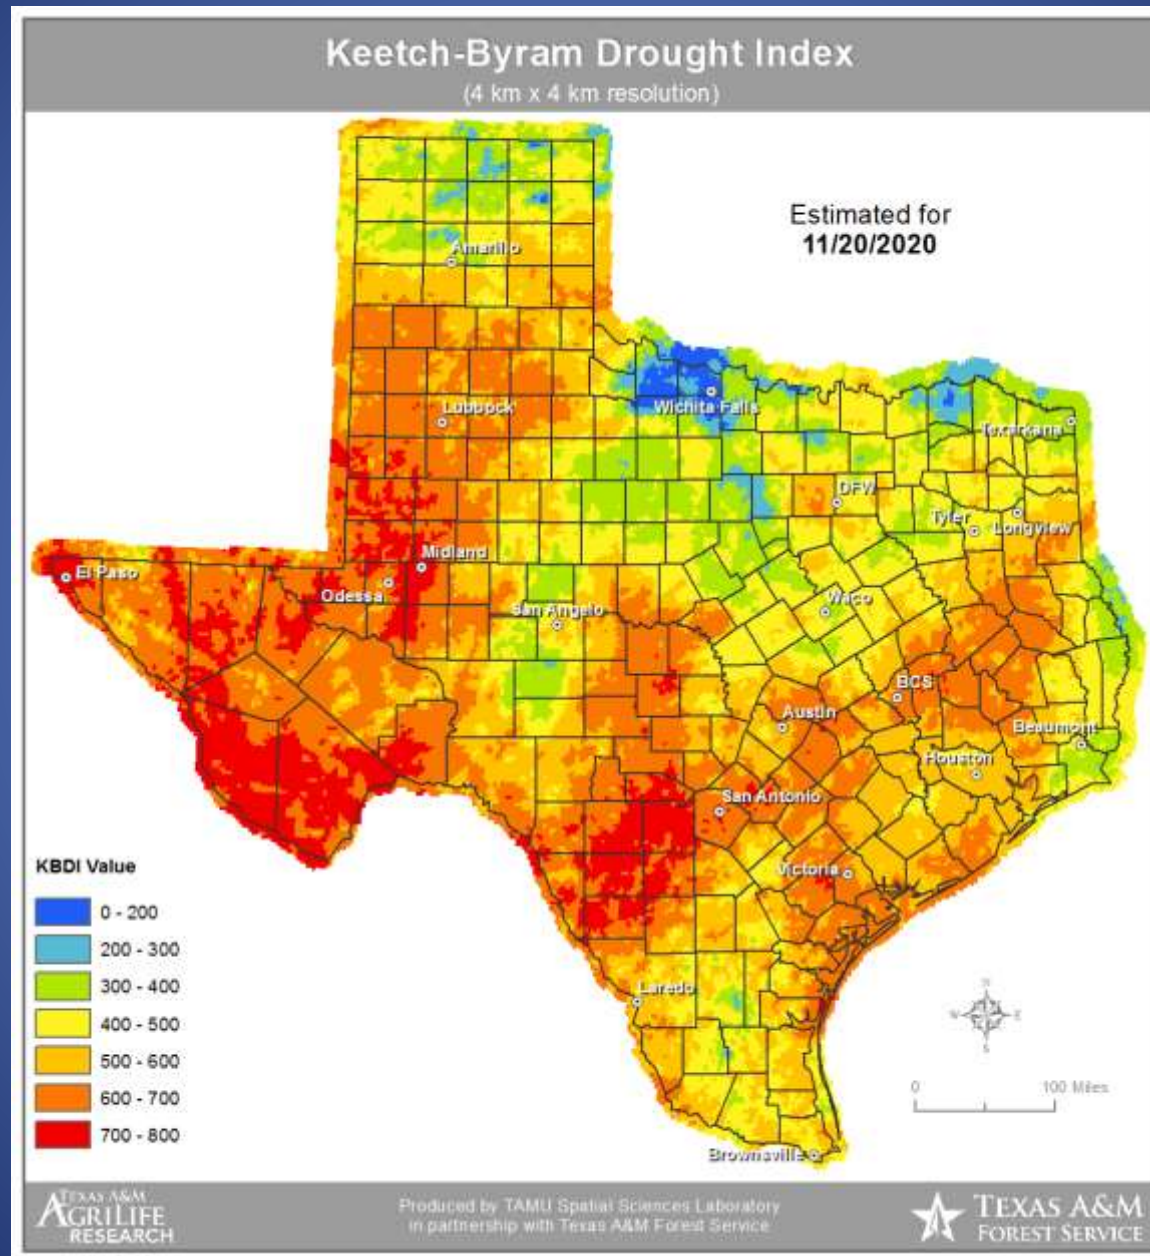 Keetch-Byram Drought Index
(4 km x 4 km resolution)
Estimated for
11/20/2020
Amarillo
Wichita Falls
Lubbock
Texarkana
DFW
Tyler
Longview
Midland
El Paso
Odessa
San Angelo
Waco
BCS
Austin
Beaumont
Houston
San Antonio
Victoria
Laredo
Brownsville
KBDI Value
0 - 200
200 - 300
300 - 400
400 - 500
500 - 600
600 - 700
700 - 800
N
W E
S
0 100 Miles
TEXAS A&M
AGRILIFE
RESEARCH
Produced by TAMU Spatial Sciences Laboratory
in partnership with Texas A&M Forest Service
TEXAS A&M
FOREST SERVICE